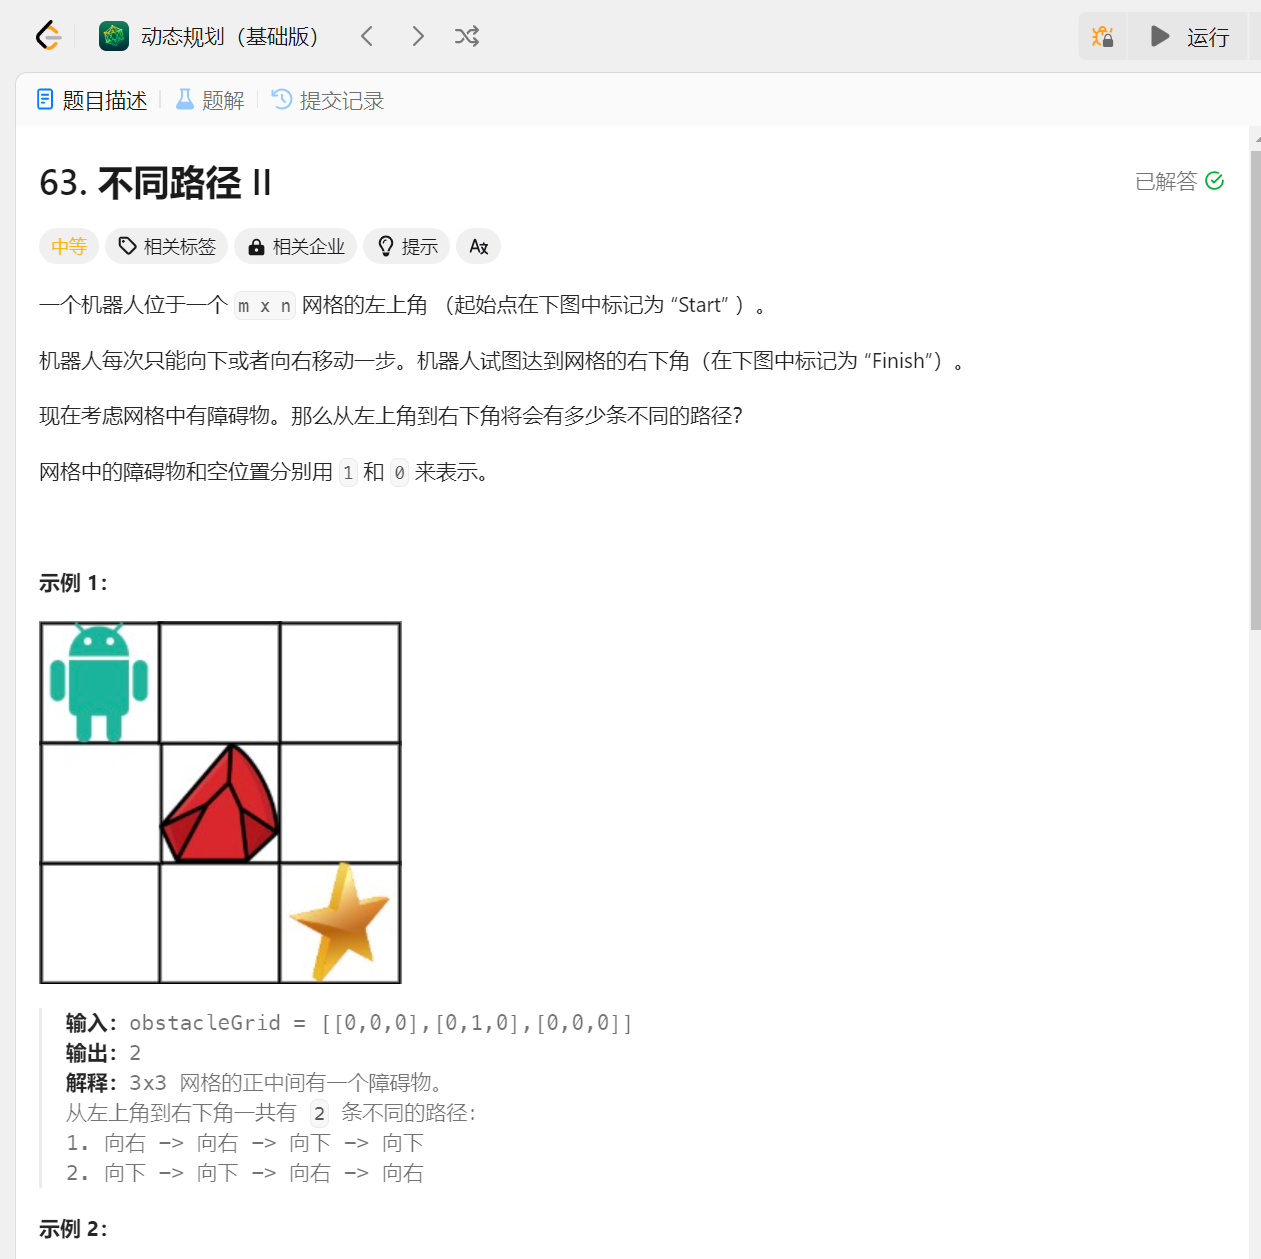 动态规划（基础版）
运行
题目描述
题解
提交记录
63. 不同路径 II
已解答
中等
相关标签
相关企业
提示
一个机器人位于一个 m x n 网格的左上角 （起始点在下图中标记为 “Start” ）。
机器人每次只能向下或者向右移动一步。机器人试图达到网格的右下角（在下图中标记为 “Finish”）。
现在考虑网格中有障碍物。那么从左上角到右下角将会有多少条不同的路径？
网格中的障碍物和空位置分别用 1 和 0 来表示。
示例 1：
输入：obstacleGrid = [[0,0,0],[0,1,0],[0,0,0]]
输出：2
解释：3x3 网格的正中间有一个障碍物。
从左上角到右下角一共有 2 条不同的路径：
1. 向右 -> 向右 -> 向下 -> 向下
2. 向下 -> 向下 -> 向右 -> 向右
示例 2：